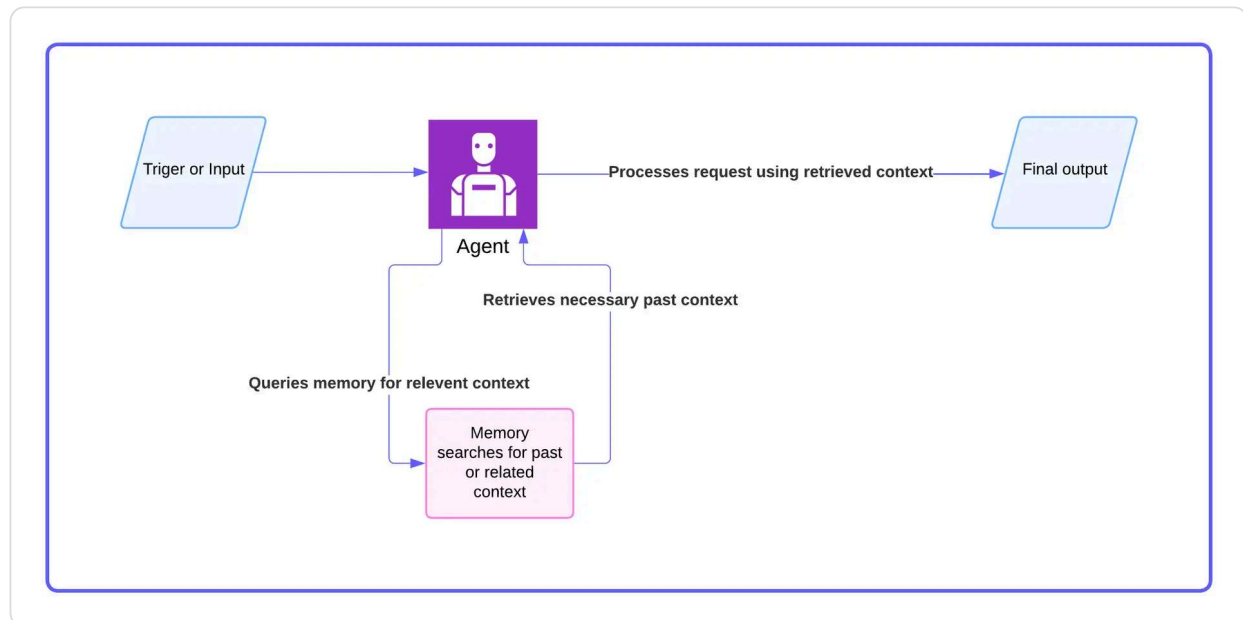 Triger or Input
Agent
Processes request using retrieved context
Final output
Retrieves necessary past context
Queries memory for relevent context
Memory
searches for past
or related
context